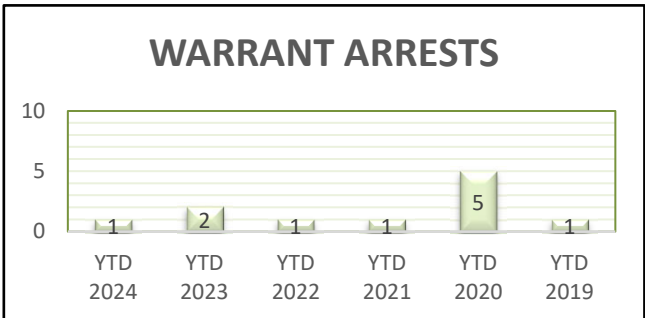 WARRANT ARRESTS
10
5
0
1
2
1
1
5
1
YTD 2024
YTD 2023
YTD 2022
YTD 2021
YTD 2020
YTD 2019